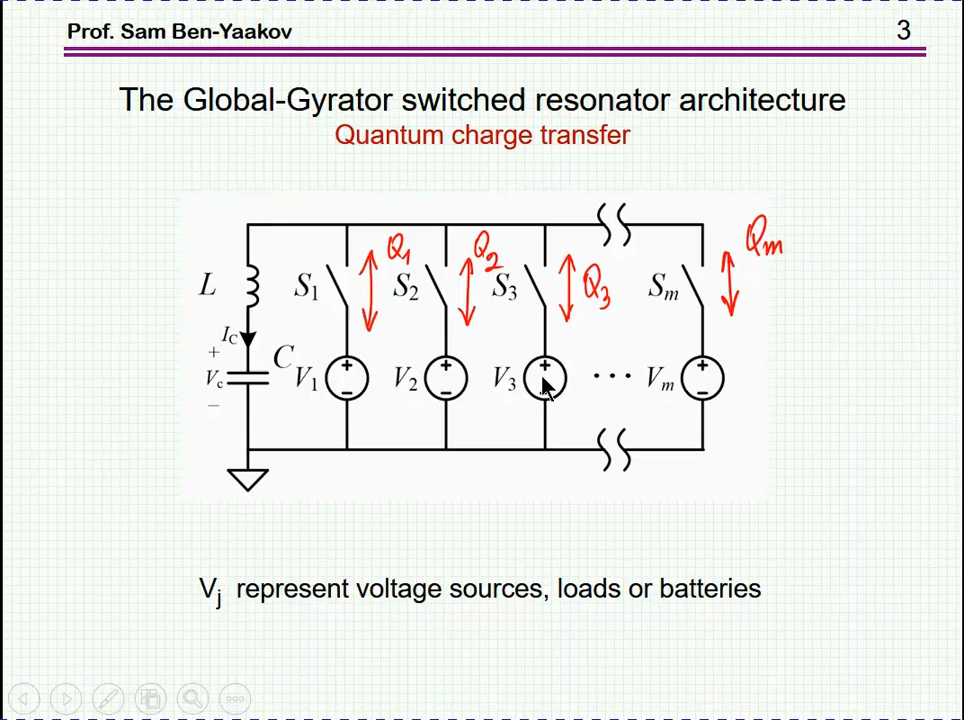 Prof. Sam Ben-Yaakov 3
The Global-Gyrator switched resonator architecture
Quantum charge transfer
Q1 Q2 Q3 Qm
L S1 S2 S3 Sm
IC
+ Vc − C V1 + − V2 + − V3 + − ··· Vm + −
Vj represent voltage sources, loads or batteries